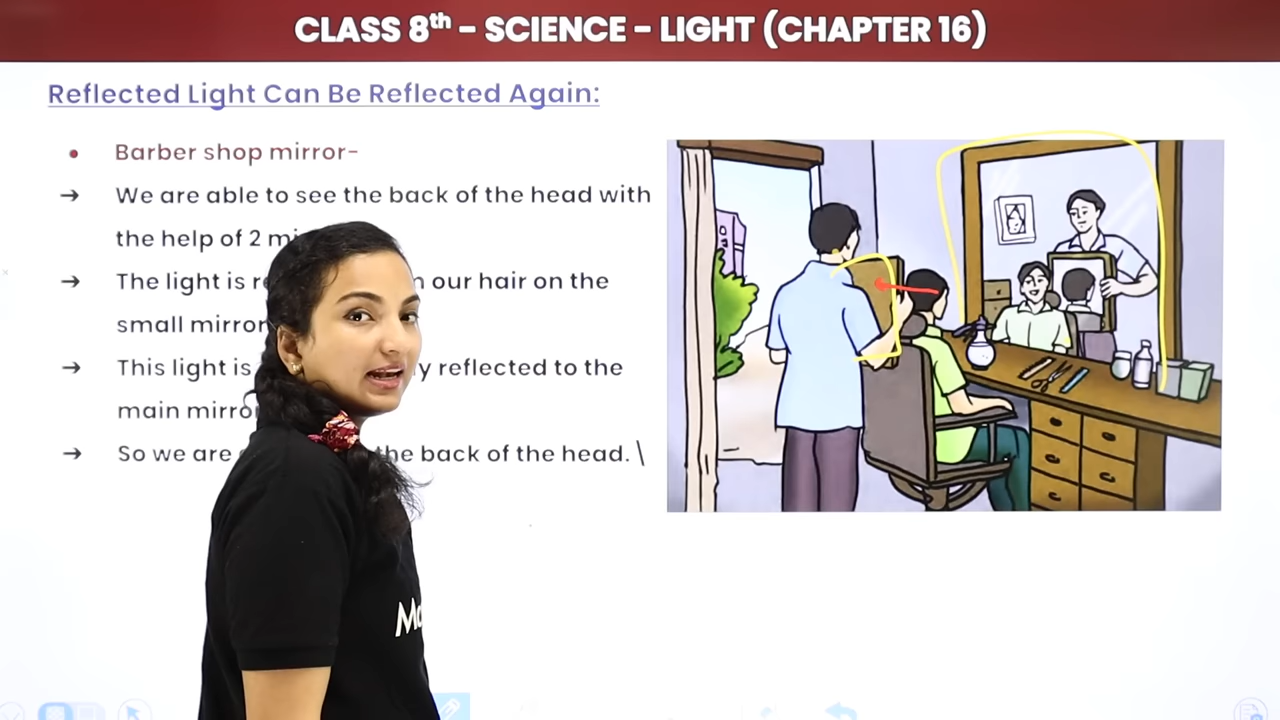 CLASS 8th - SCIENCE - LIGHT (CHAPTER 16)
Reflected Light Can Be Reflected Again:
• Barber shop mirror-
→ We are able to see the back of the head with
the help of 2
→ The light is our hair on the
small mirror
→ This light is reflected to the
main mirror
→ So we are the back of the head. \